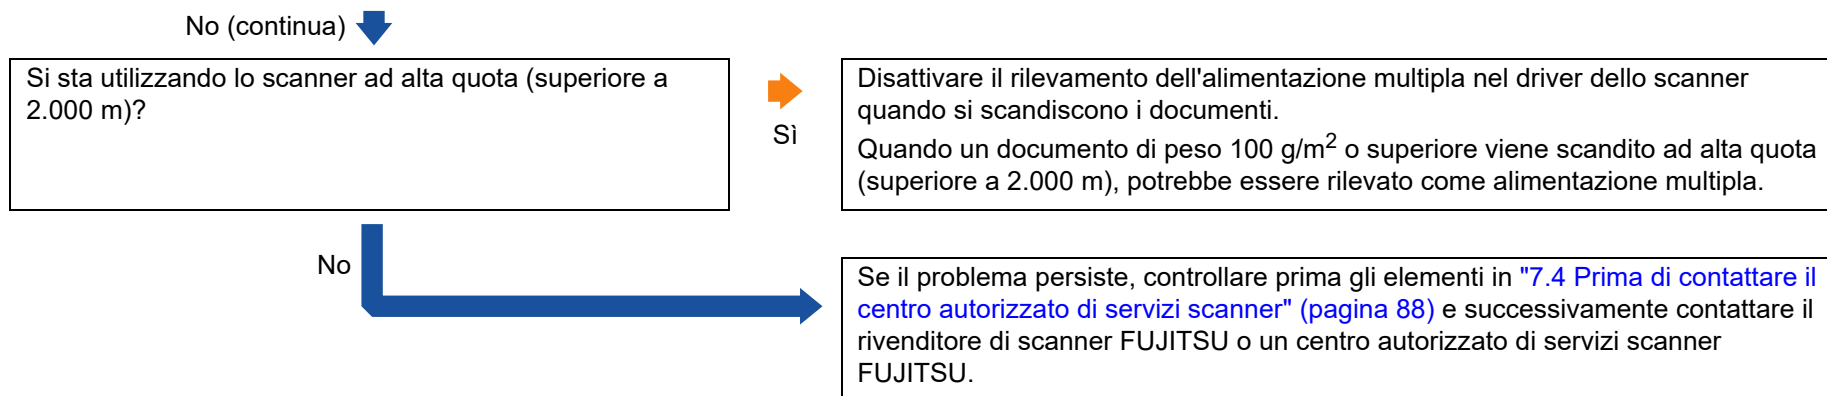 No (continua)
Si sta utilizzando lo scanner ad alta quota (superiore a
2.000 m)?
Sì
Disattivare il rilevamento dell'alimentazione multipla nel driver dello scanner
quando si scandiscono i documenti.
Quando un documento di peso 100 g/m² o superiore viene scandito ad alta quota
(superiore a 2.000 m), potrebbe essere rilevato come alimentazione multipla.
No
Se il problema persiste, controllare prima gli elementi in "7.4 Prima di contattare il
centro autorizzato di servizi scanner" (pagina 88) e successivamente contattare il
rivenditore di scanner FUJITSU o un centro autorizzato di servizi scanner
FUJITSU.